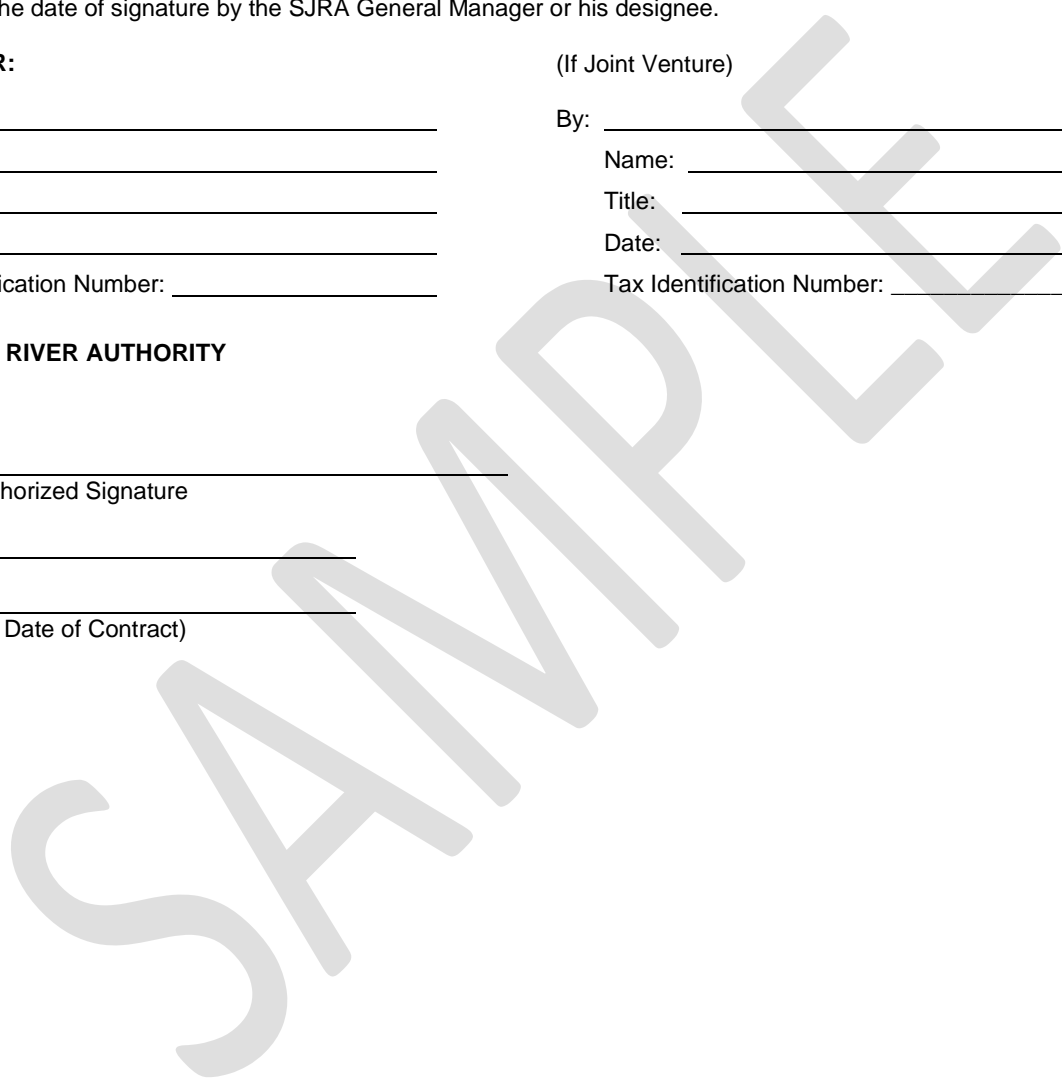 he date of signature by the SJRA General Manager or his designee.
R:
(If Joint Venture)
By:
Name:
Title:
Date:
ication Number:
Tax Identification Number:
RIVER AUTHORITY
horized Signature
Date of Contract)
SAMPLE